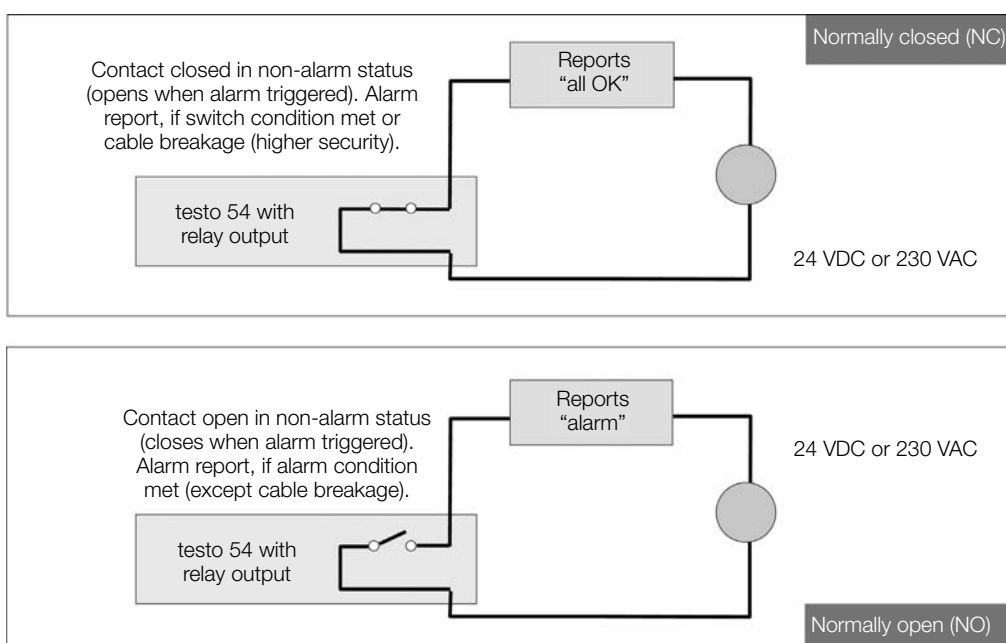 Normally closed (NC)
Contact closed in non-alarm status
(opens when alarm triggered). Alarm
report, if switch condition met or
cable breakage (higher security).
Reports
“all OK”
testo 54 with
relay output
24 VDC or 230 VAC
Contact open in non-alarm status
(closes when alarm triggered).
Alarm report, if alarm condition
met (except cable breakage).
Reports
“alarm”
24 VDC or 230 VAC
testo 54 with
relay output
Normally open (NO)